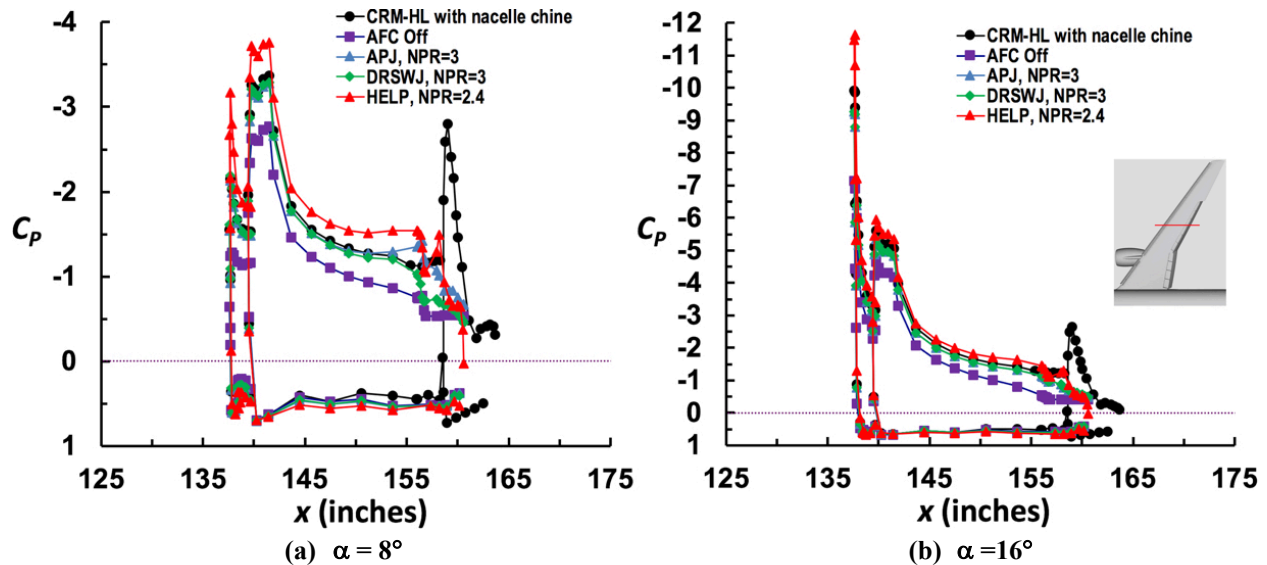 -4
-3
-2
-1
0
1
C_P
CRM-HL with nacelle chine
AFC Off
APJ, NPR=3
DRSWJ, NPR=3
HELP, NPR=2.4
125 135 145 155 165 175
x (inches)
(a) α = 8°
-12
-11
-10
-9
-8
-7
-6
-5
-4
-3
-2
-1
0
1
C_P
CRM-HL with nacelle chine
AFC Off
APJ, NPR=3
DRSWJ, NPR=3
HELP, NPR=2.4
125 135 145 155 165 175
x (inches)
(b) α =16°